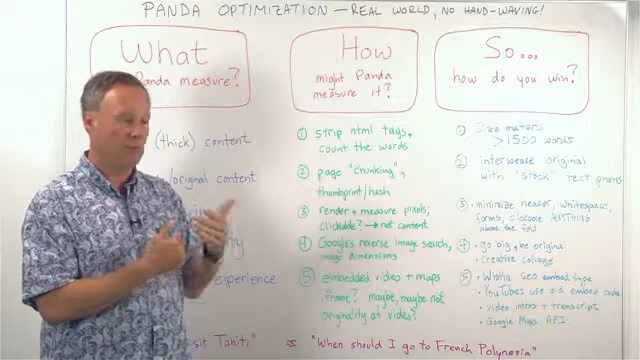 PANDA OPTIMIZATION — REAL WORLD, NO HAND-WAVING!
What
Panda measure?
(thick) content
/original content
experience
How
might Panda
measure it?
① strip html tags,
count the words
② page "chunking",
thumbprint/hash
③ render + measure pixels,
clickable? → not content
④ Google's reverse image search,
image dimensions
⑤ embedded video + maps
iframe? maybe, maybe not
originality of video?
So...
how do you win?
① Size matters
> 1500 words
② interweave original
with "stock" text, photos
③ • minimize header, whitespace,
forms, clickable ANYTHING
above the fold
④ • go big, be original
• Creative collage
⑤ • Wistia SEO embed type
• YouTube: use old embed code
• video intros + transcript
• Google Maps API
sit Tahiti," ≈ "When should I go to French Polynesia"